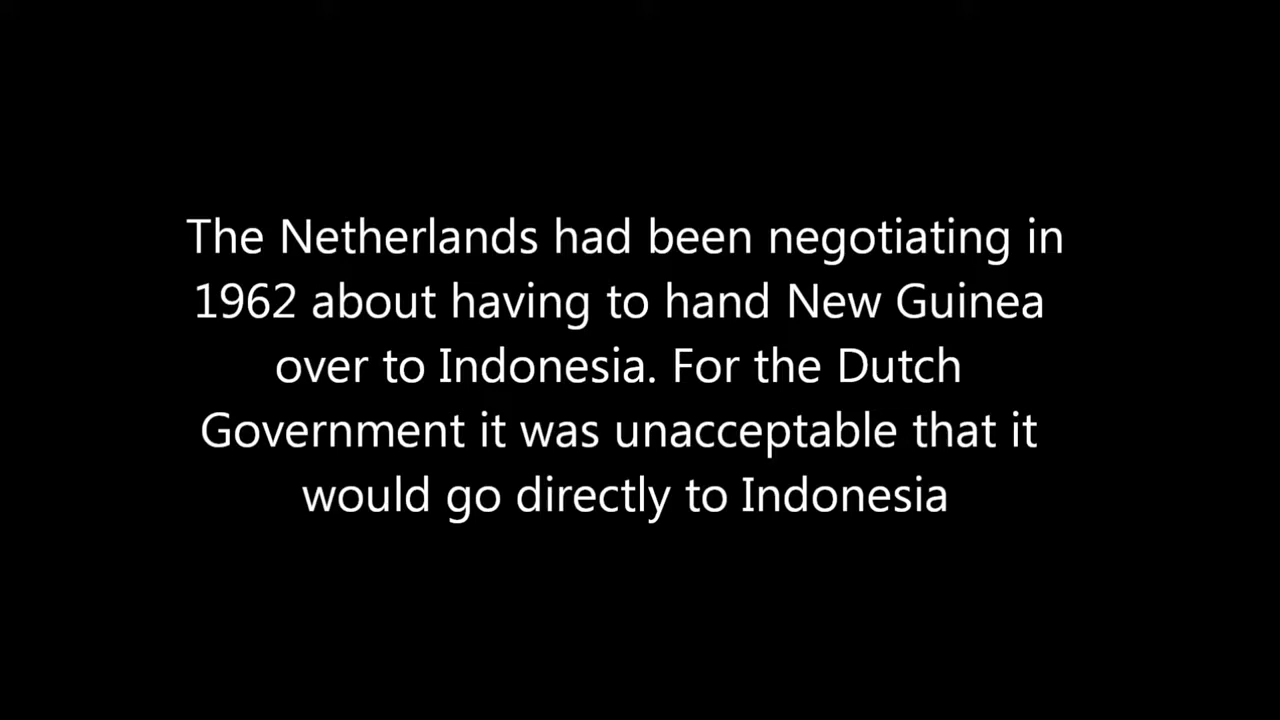 The Netherlands had been negotiating in
1962 about having to hand New Guinea
over to Indonesia. For the Dutch
Government it was unacceptable that it
would go directly to Indonesia